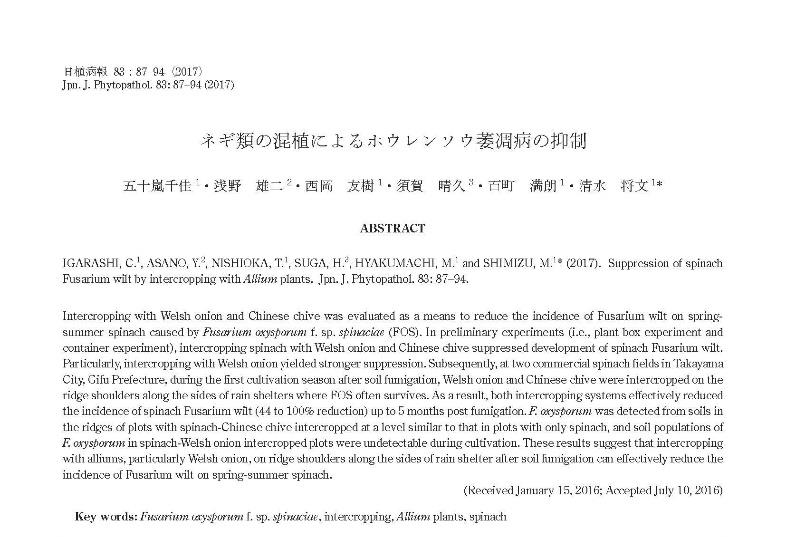 日植病報 83：87–94（2017）
Jpn. J. Phytopathol. 83: 87–94 (2017)
ネギ類の混植によるホウレンソウ萎凋病の抑制
五十嵐千佳1・浅野　雄二2・西岡　友樹1・須賀　晴久3・百町　満朗1・清水　将文1*
ABSTRACT
IGARASHI, C.1, ASANO, Y.2, NISHIOKA, T.1, SUGA, H.3, HYAKUMACHI, M.1 and SHIMIZU, M.1* (2017). Suppression of spinach
Fusarium wilt by intercropping with Allium plants. Jpn. J. Phytopathol. 83: 87–94.
Intercropping with Welsh onion and Chinese chive was evaluated as a means to reduce the incidence of Fusarium wilt on spring-
summer spinach caused by Fusarium oxysporum f. sp. spinaciae (FOS). In preliminary experiments (i.e., plant box experiment and
container experiment), intercropping spinach with Welsh onion and Chinese chive suppressed development of spinach Fusarium wilt.
Particularly, intercropping with Welsh onion yielded stronger suppression. Subsequently, at two commercial spinach fields in Takayama
City, Gifu Prefecture, during the first cultivation season after soil fumigation, Welsh onion and Chinese chive were intercropped on the
ridge shoulders along the sides of rain shelters where FOS often survives. As a result, both intercropping systems effectively reduced
the incidence of spinach Fusarium wilt (44 to 100% reduction) up to 5 months post fumigation. F. oxysporum was detected from soils in
the ridges of plots with spinach-Chinese chive intercropped at a level similar to that in plots with only spinach, and soil populations of
F. oxysporum in spinach-Welsh onion intercropped plots were undetectable during cultivation. These results suggest that intercropping
with alliums, particularly Welsh onion, on ridge shoulders along the sides of rain shelter after soil fumigation can effectively reduce the
incidence of Fusarium wilt on spring-summer spinach.
(Received January 15, 2016; Accepted July 10, 2016)
Key words: Fusarium oxysporum f. sp. spinaciae, intercropping, Allium plants, spinach